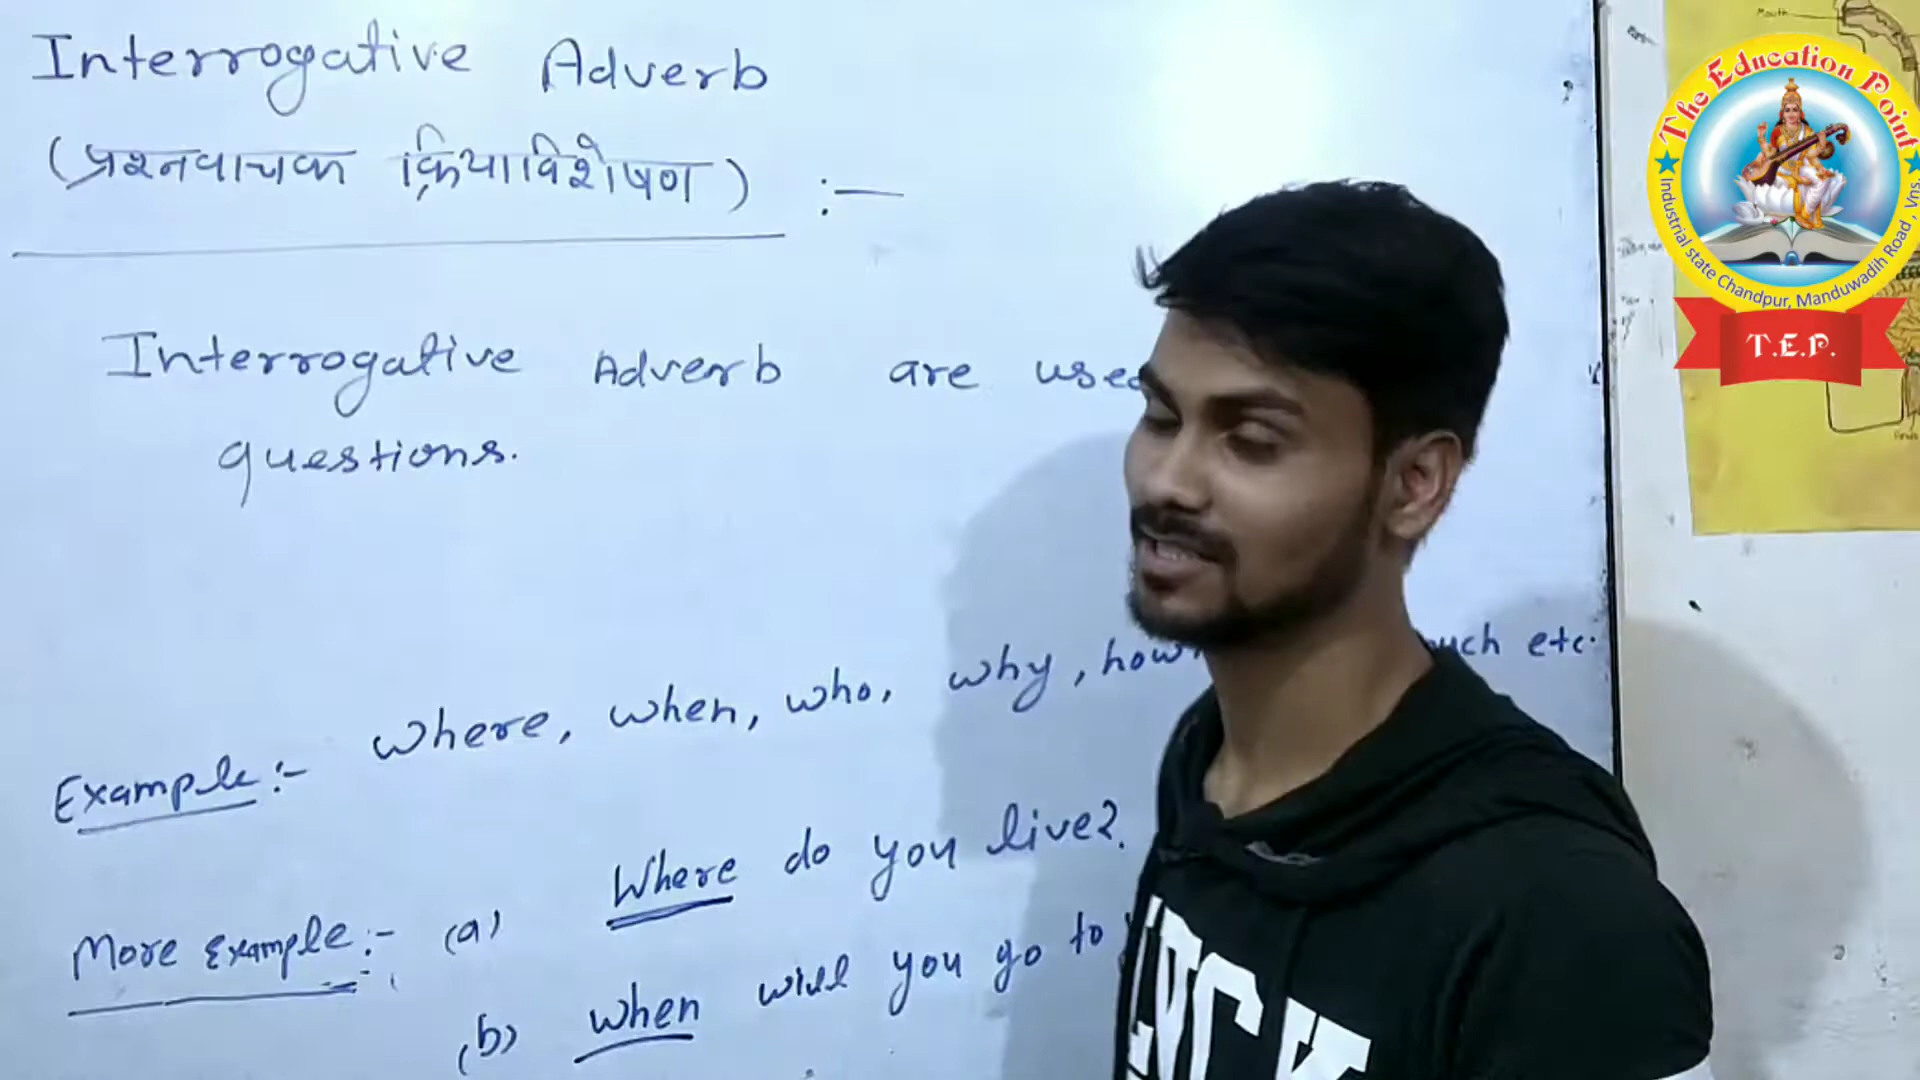 Interrogative Adverb
(प्रश्नवाचक क्रियाविशेषण) :—
Interrogative Adverb are used
questions.
Example:- where, when, who, why, how etc.
More Example:- (a) Where do you live?
(b) when will you go to
The Education Point
Industrial state Chandpur, Manduwadih Road, Vns.
T.E.P.
Mouth